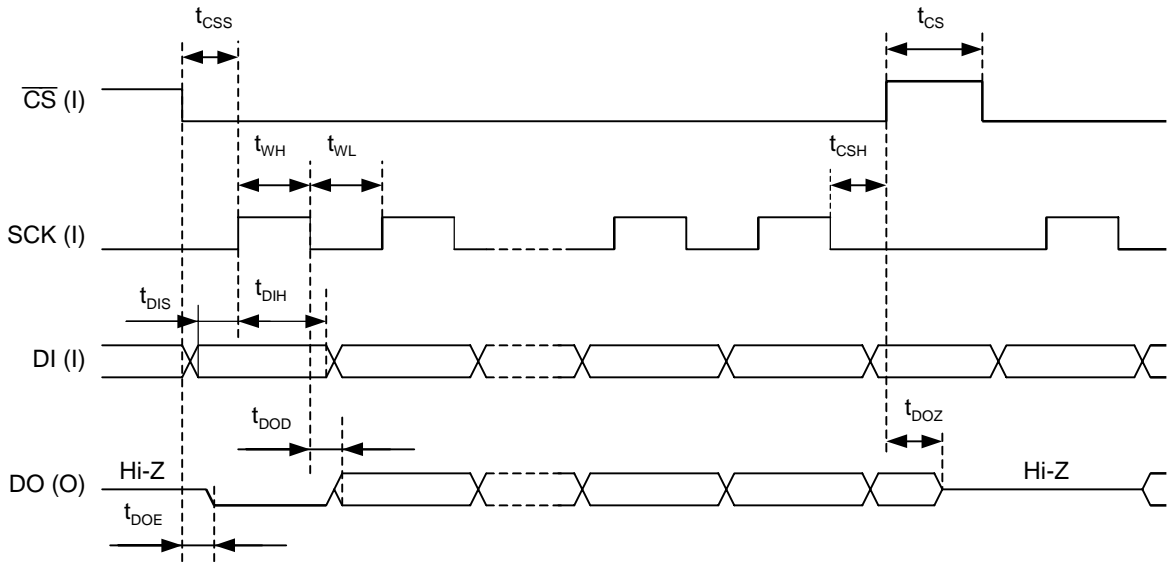 tCSS
tCS
CS (I)
tWH
tWL
tCSH
SCK (I)
tDIS
tDIH
DI (I)
tDOD
tDOZ
Hi-Z
Hi-Z
DO (O)
tDOE